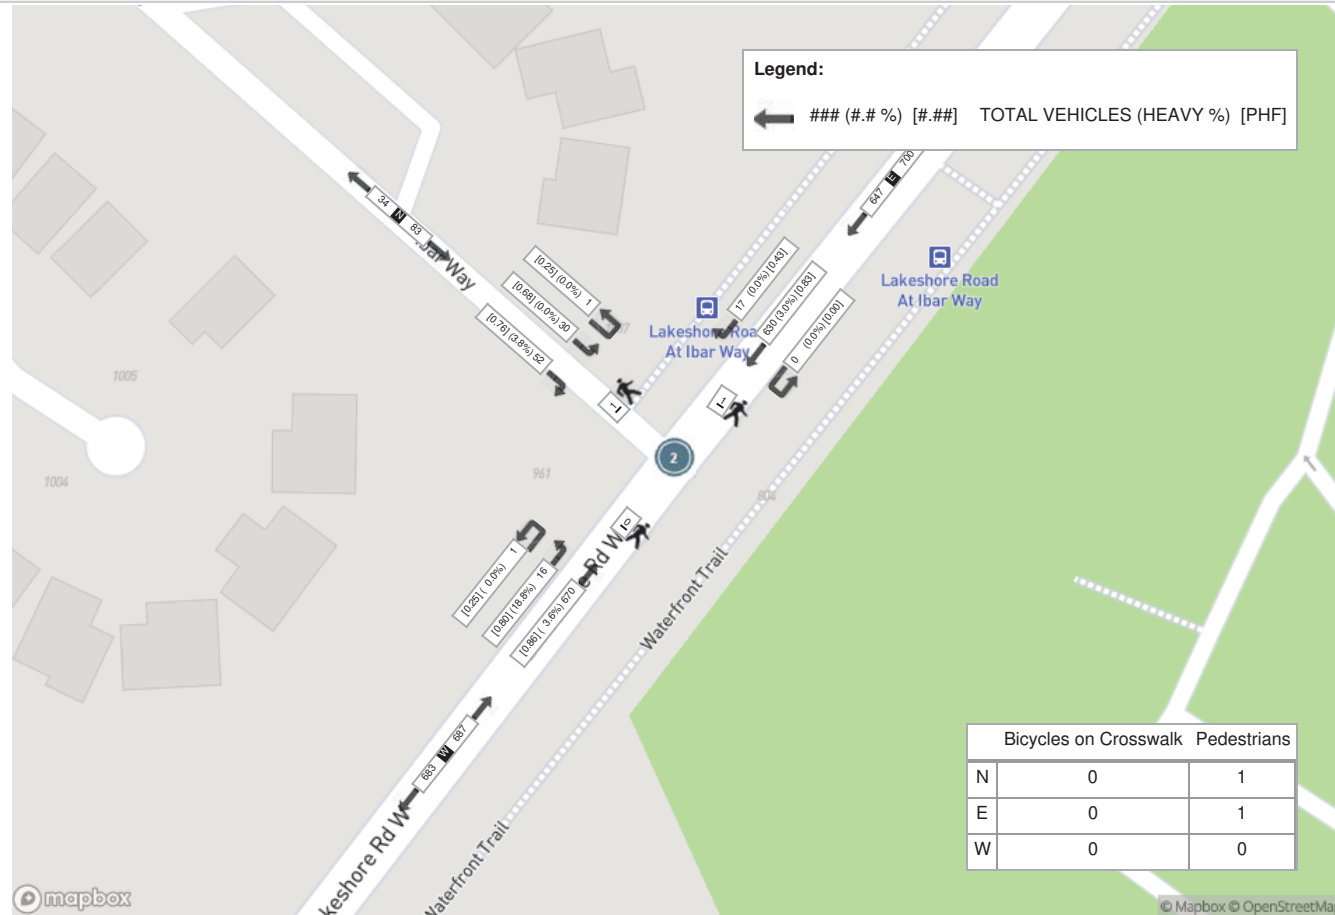 Legend:
### (#.# %) [#.##] TOTAL VEHICLES (HEAVY %) [PHF]
700
E
647
34
N
83
Ibar Way
[0.25] (0.0%) 1
[0.68] (0.0%) 30
[0.76] (3.8%) 52
17 (0.0%) [0.43]
630 (3.0%) [0.83]
0 (0.0%) [0.00]
Lakeshore Road
At Ibar Way
Lakeshore Roa
At Ibar Way
1005
1004
961
804
1
1
2
0
[0.25] ( 0.0%) 1
[0.80] (18.8%) 16
[0.86] ( 3.6%) 670
e Rd W
Waterfront Trail
687
W
683
keshore Rd W
Waterfront Trail
Bicycles on Crosswalk Pedestrians
N 0 1
E 0 1
W 0 0
mapbox
© Mapbox © OpenStreetMa